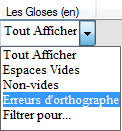 Les Gloses (en)
Tout Afficher
Tout Afficher
Espaces Vides
Non-vides
Erreurs d'orthographe
Filtrer pour...